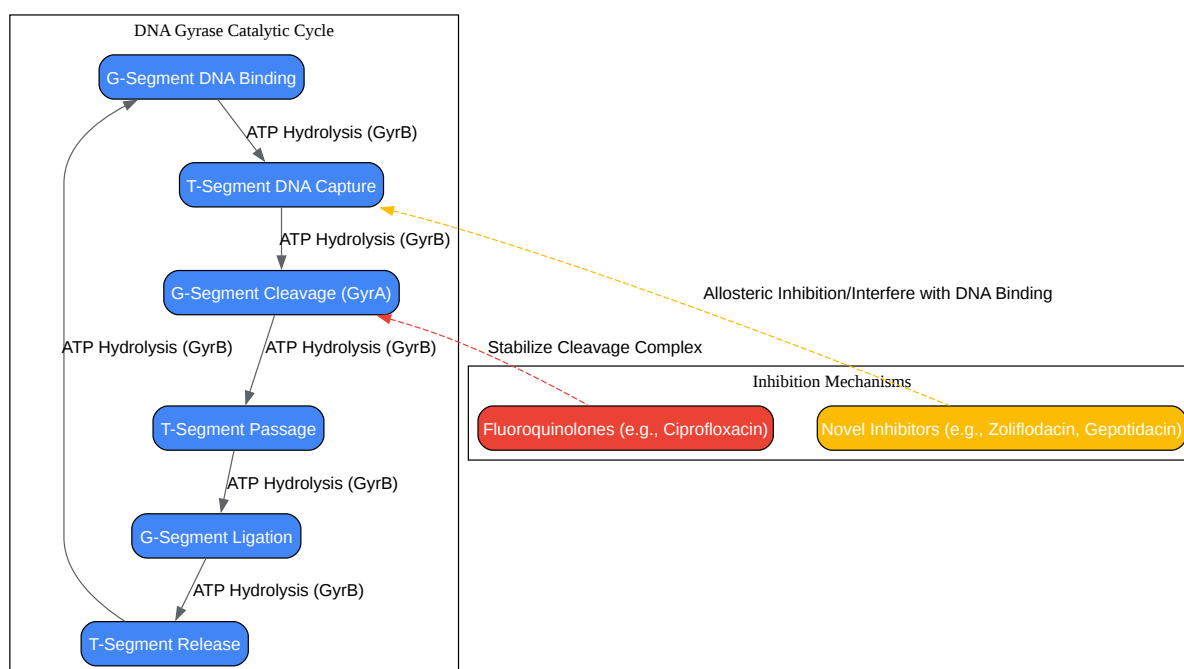 DNA Gyrase Catalytic Cycle
G-Segment DNA Binding
ATP Hydrolysis (GyrB)
T-Segment DNA Capture
ATP Hydrolysis (GyrB)
G-Segment Cleavage (GyrA)
ATP Hydrolysis (GyrB)
ATP Hydrolysis (GyrB)
T-Segment Passage
ATP Hydrolysis (GyrB)
G-Segment Ligation
ATP Hydrolysis (GyrB)
T-Segment Release
Allosteric Inhibition/Interfere with DNA Binding
Stabilize Cleavage Complex
Inhibition Mechanisms
Fluoroquinolones (e.g., Ciprofloxacin)
Novel Inhibitors (e.g., Zoliflodacin, Gepotidacin)